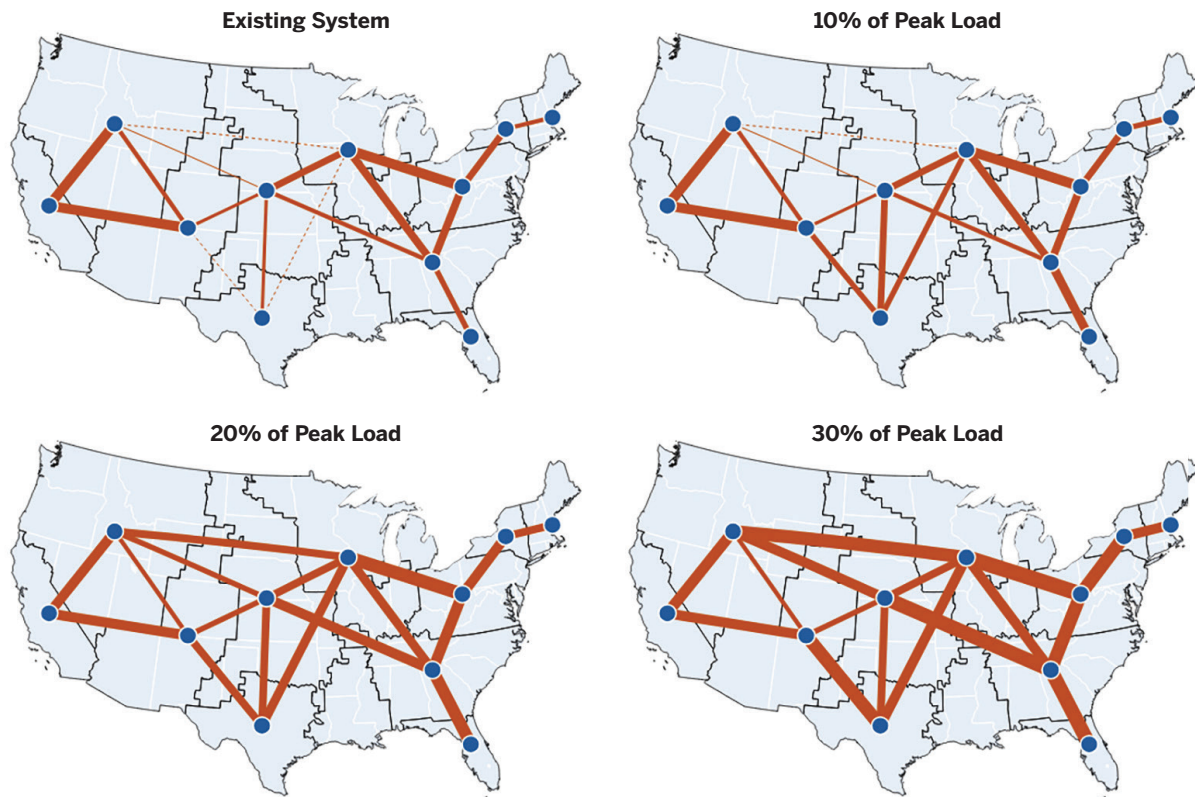 Existing System
10% of Peak Load
20% of Peak Load
30% of Peak Load